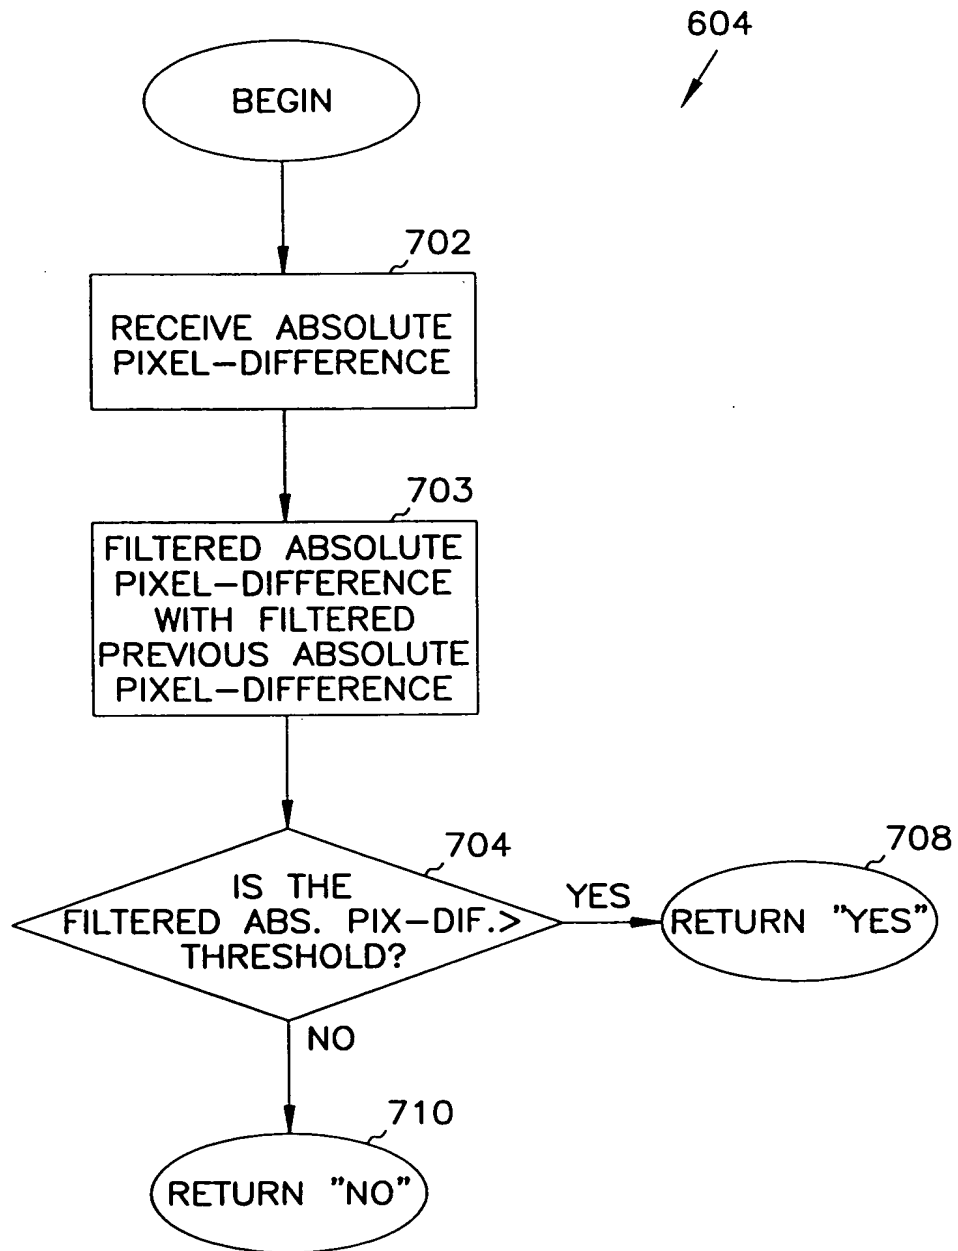 604
BEGIN
702
RECEIVE ABSOLUTE
PIXEL-DIFFERENCE
703
FILTERED ABSOLUTE
PIXEL-DIFFERENCE
WITH FILTERED
PREVIOUS ABSOLUTE
PIXEL-DIFFERENCE
704
IS THE
FILTERED ABS. PIX-DIF.>
THRESHOLD?
YES
708
RETURN "YES"
NO
710
RETURN "NO"